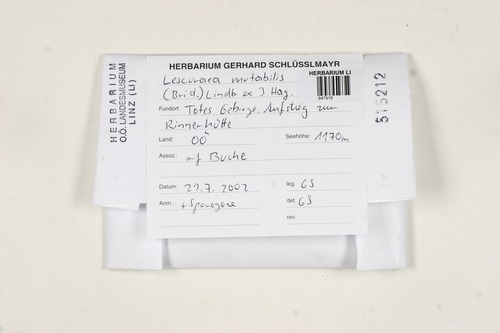 HERBARIUM
O.Ö. LANDESMUSEUM
LINZ (LI)
HERBARIUM GERHARD SCHLÜSSLMAYR
Lescuraea mutabilis
(Brid.) Lindb ex I Hag.
HERBARIUM LI
Fundort: Totes Gebirge, Aufstieg zur
Rinnerhütte
Land: OÖ Seehöhe: 1170m
Assoz.: auf Buche
Datum: 29.7.2002 leg. GS
Anm.: + Sporogone det. GS
rev.
515212